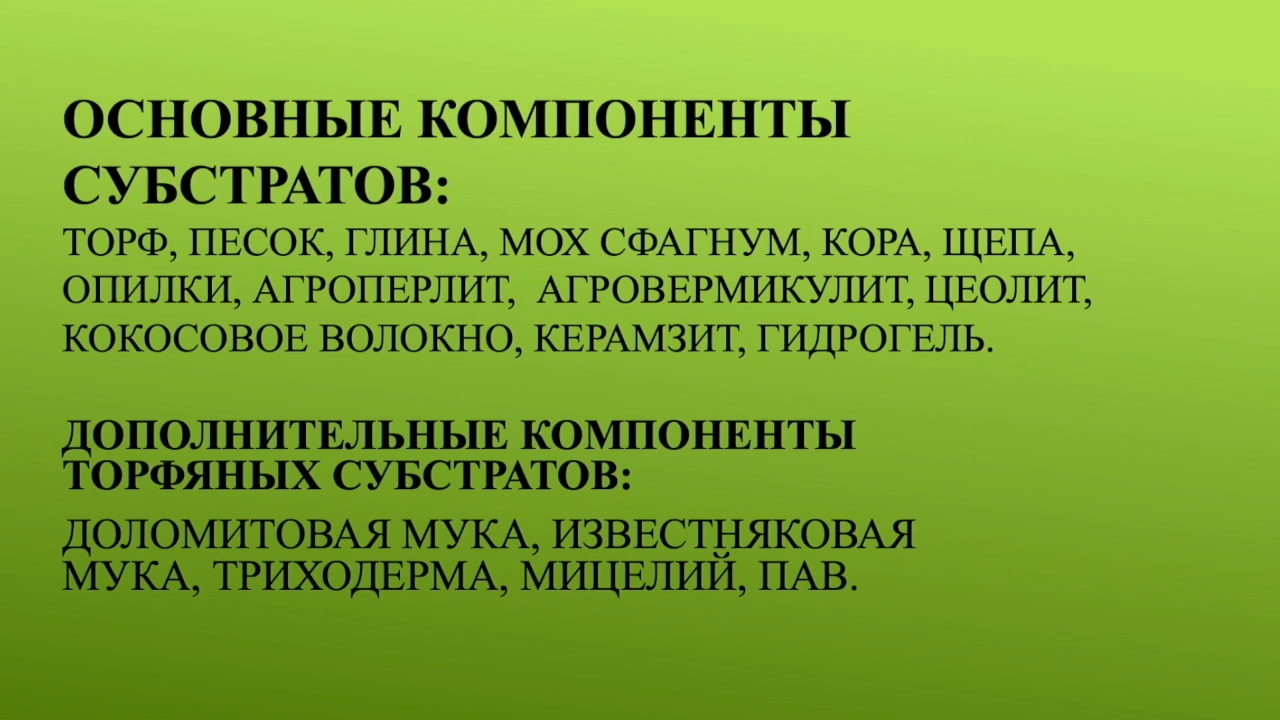 ОСНОВНЫЕ КОМПОНЕНТЫ
СУБСТРАТОВ:
ТОРФ, ПЕСОК, ГЛИНА, МОХ СФАГНУМ, КОРА, ЩЕПА,
ОПИЛКИ, АГРОПЕРЛИТ,  АГРОВЕРМИКУЛИТ, ЦЕОЛИТ,
КОКОСОВОЕ ВОЛОКНО, КЕРАМЗИТ, ГИДРОГЕЛЬ.
ДОПОЛНИТЕЛЬНЫЕ КОМПОНЕНТЫ
ТОРФЯНЫХ СУБСТРАТОВ:
ДОЛОМИТОВАЯ МУКА, ИЗВЕСТНЯКОВАЯ
МУКА, ТРИХОДЕРМА, МИЦЕЛИЙ, ПАВ.